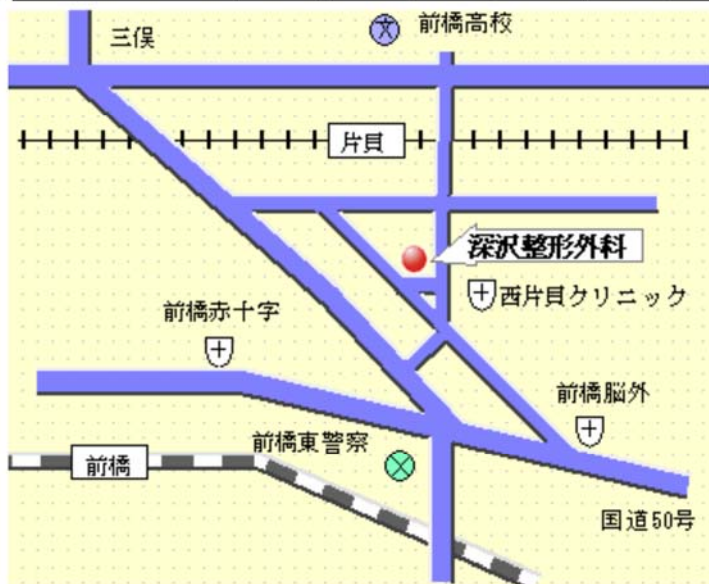 前橋高校
三俣
文
片貝
深沢整形外科
西片貝クリニック
前橋赤十字
前橋脳外
前橋東警察
前橋
国道50号